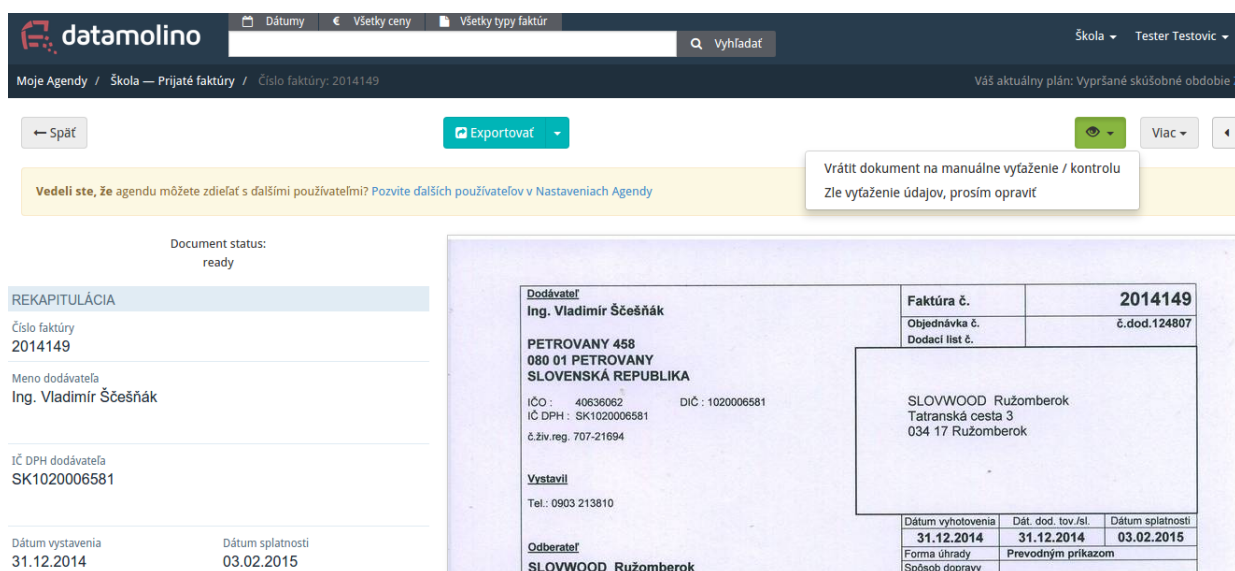 datamolino
Dátumy
€ Všetky ceny
Všetky typy faktúr
Vyhľadať
Škola
Tester Testovic
Moje Agendy / Škola — Prijaté faktúry / Číslo faktúry: 2014149
Váš aktuálny plán: Vypršané skúšobné obdobie
← Späť
Exportovať
Viac
Vrátit dokument na manuálne vyťaženie / kontrolu
Zle vyťaženie údajov, prosím opraviť
Vedeli ste, že agendu môžete zdieľať s ďalšími používateľmi? Pozvite ďalších používateľov v Nastaveniach Agendy
Document status:
ready
REKAPITULÁCIA
Číslo faktúry
2014149
Meno dodávateľa
Ing. Vladimír Ščešňák
IČ DPH dodávateľa
SK1020006581
Dátum vystavenia
31.12.2014
Dátum splatnosti
03.02.2015
Dodávateľ
Ing. Vladimír Ščešňák
PETROVANY 458
080 01 PETROVANY
SLOVENSKÁ REPUBLIKA
IČO : 40636062 DIČ : 1020006581
IČ DPH : SK1020006581
č.živ.reg. 707-21694
Vystavil
Tel.: 0903 213810
Odberateľ
SLOVWOOD Ružomberok
Faktúra č. 2014149
Objednávka č. č.dod.124807
Dodací list č.
SLOVWOOD Ružomberok
Tatranská cesta 3
034 17 Ružomberok
Dátum vyhotovenia Dát. dod. tov./sl. Dátum splatnosti
31.12.2014 31.12.2014 03.02.2015
Forma úhrady Prevodným príkazom
Spôsob dopravy